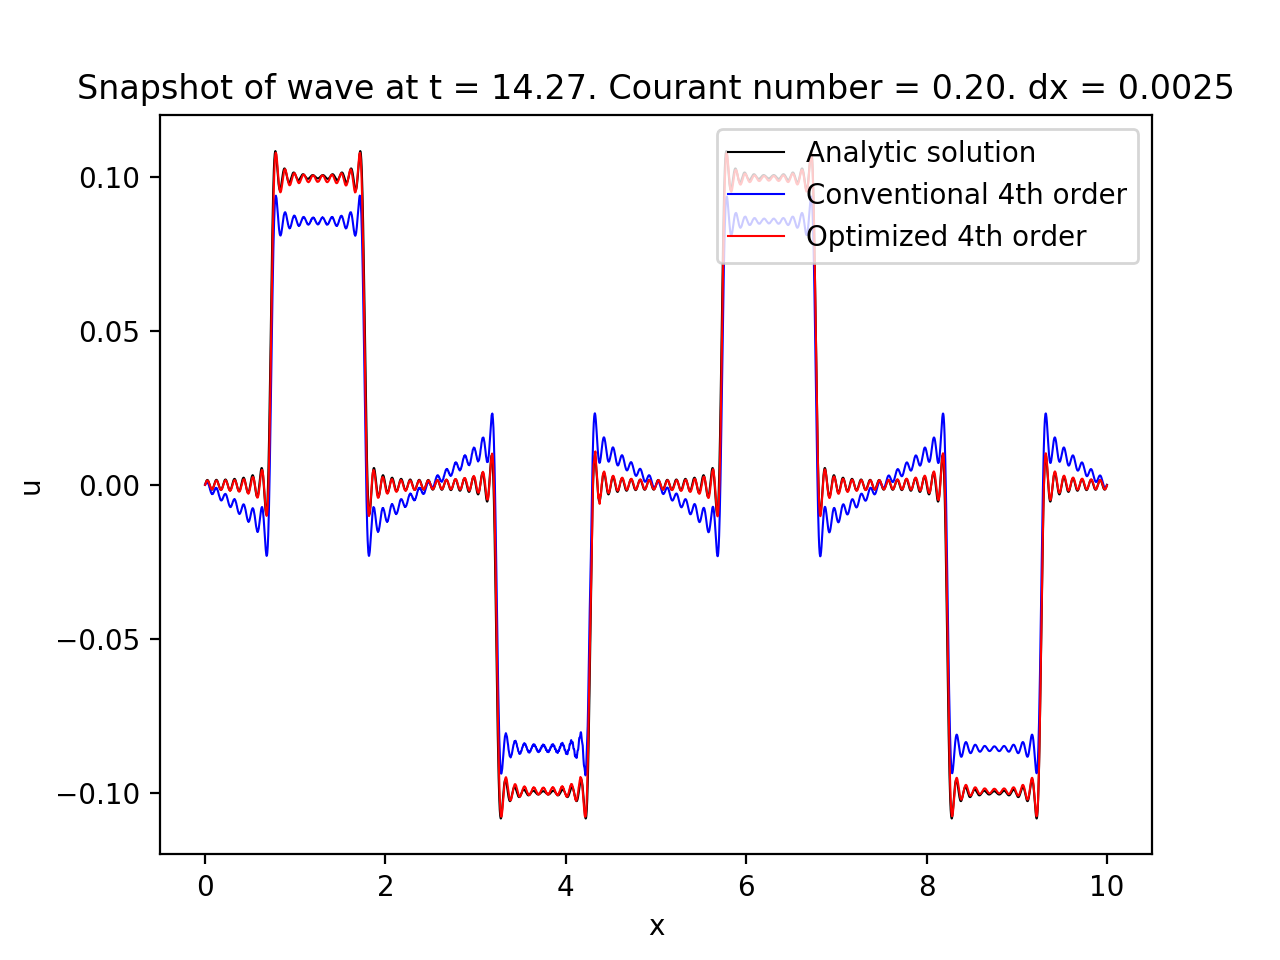 Snapshot of wave at t = 14.27. Courant number = 0.20. dx = 0.0025
Analytic solution
Conventional 4th order
Optimized 4th order
0.10
0.05
0.00
−0.05
−0.10
u
0 2 4 6 8 10
x